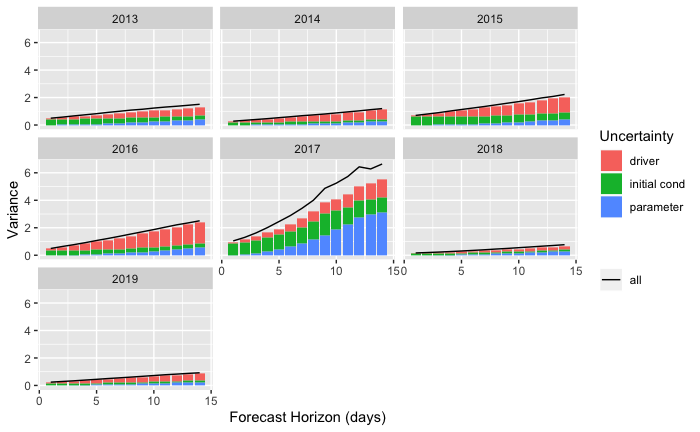 2013 2014 2015
6
4
2
0
2016 2017 2018
6
4
2
0
5 10 15
2019
0 5 10 15
6
4
2
0
0 5 10 15
Variance
Forecast Horizon (days)
Uncertainty
driver
initial cond
parameter
all